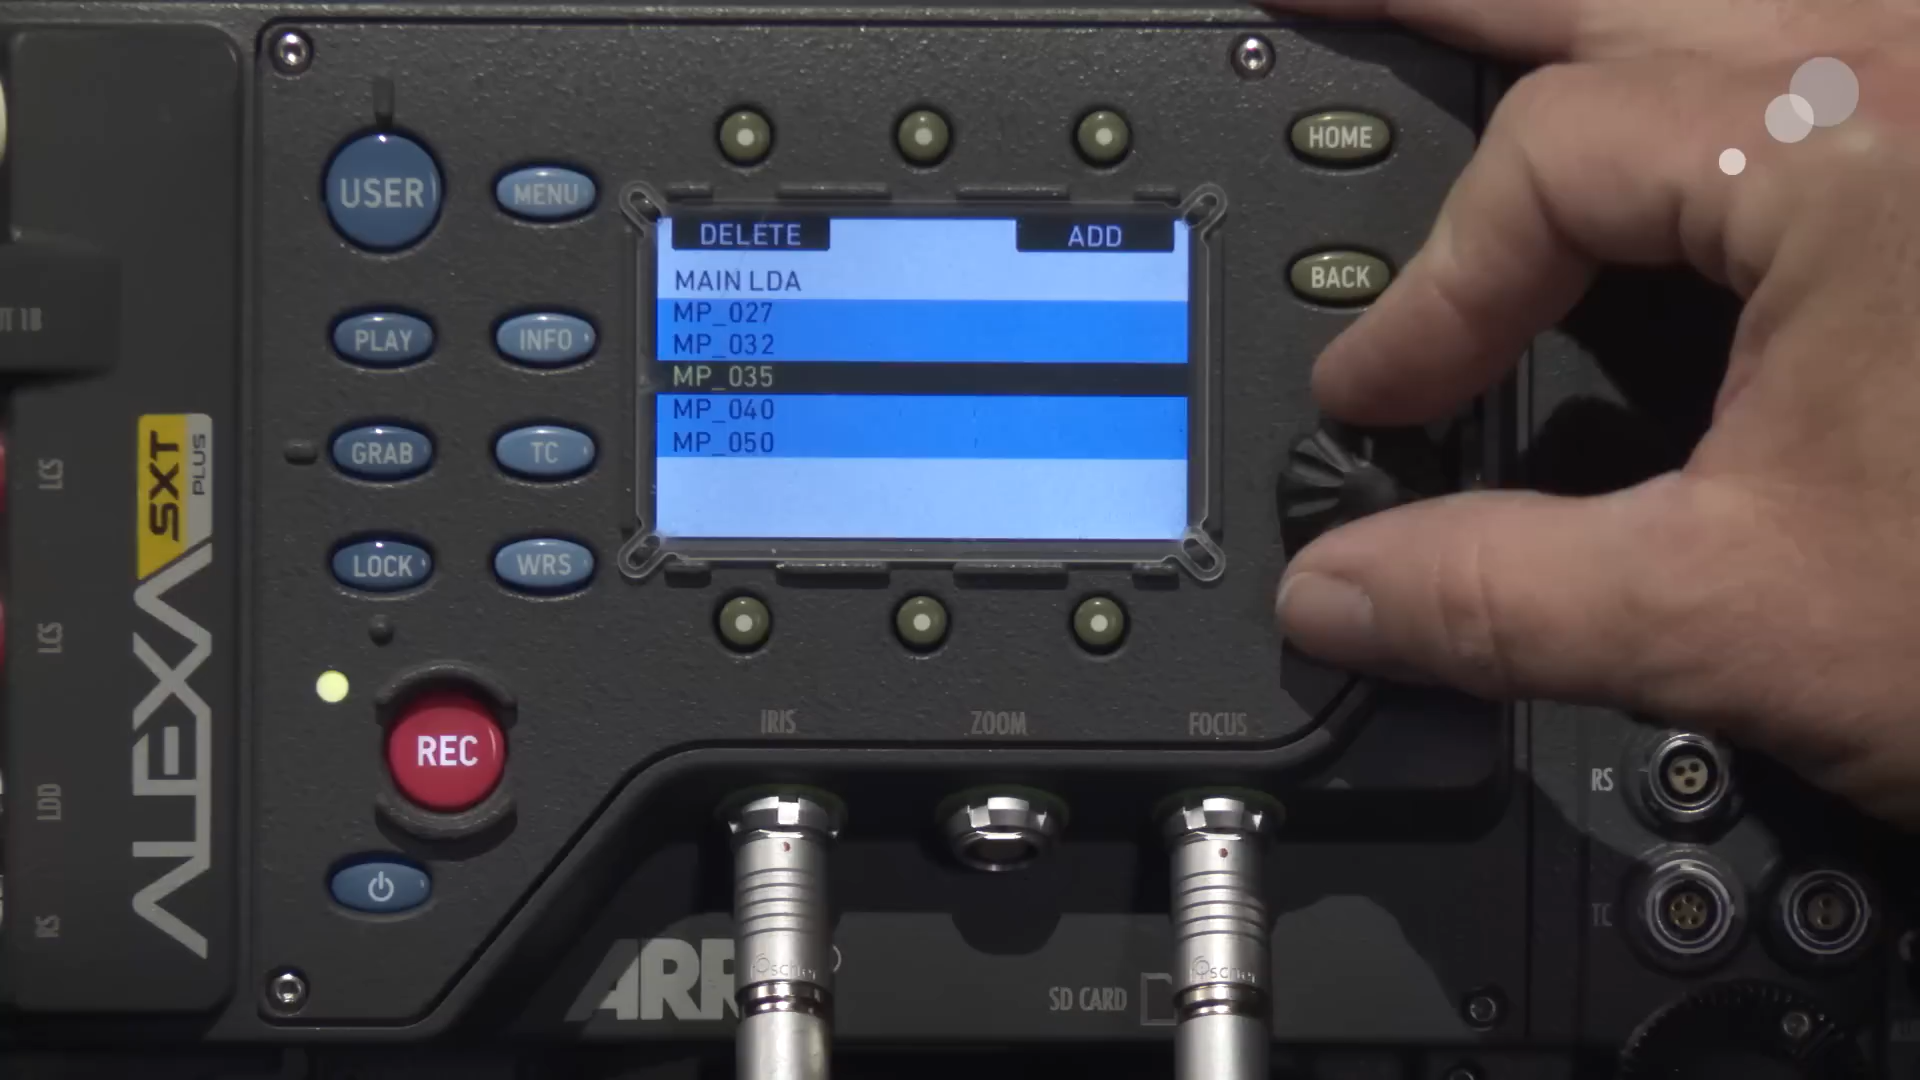 HOME
USER
MENU
DELETE
ADD
MAIN LDA
MP_027
MP_032
MP_035
MP_040
MP_050
BACK
PLAY
INFO
GRAB
TC
LOCK
WRS
REC
IRIS
ZOOM
FOCUS
LCS
LCS
LDD
RS
ALEXA
SXT
PLUS
RS
TC
SD CARD